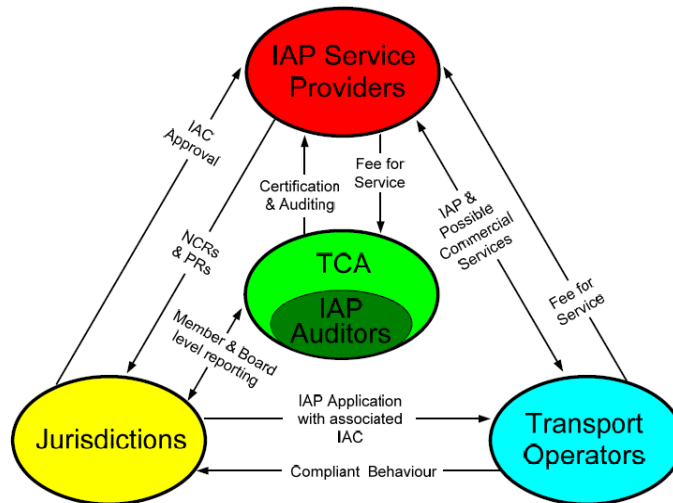 IAP Service
Providers
IAC
Approval
Certification
& Auditing
Fee for
Service
IAP &
Possible
Commercial
Services
NCRs
& PRs
TCA
IAP
Auditors
Fee for
Service
Member & Board
level reporting
Jurisdictions
IAP Application
with associated
IAC
Transport
Operators
Compliant Behaviour